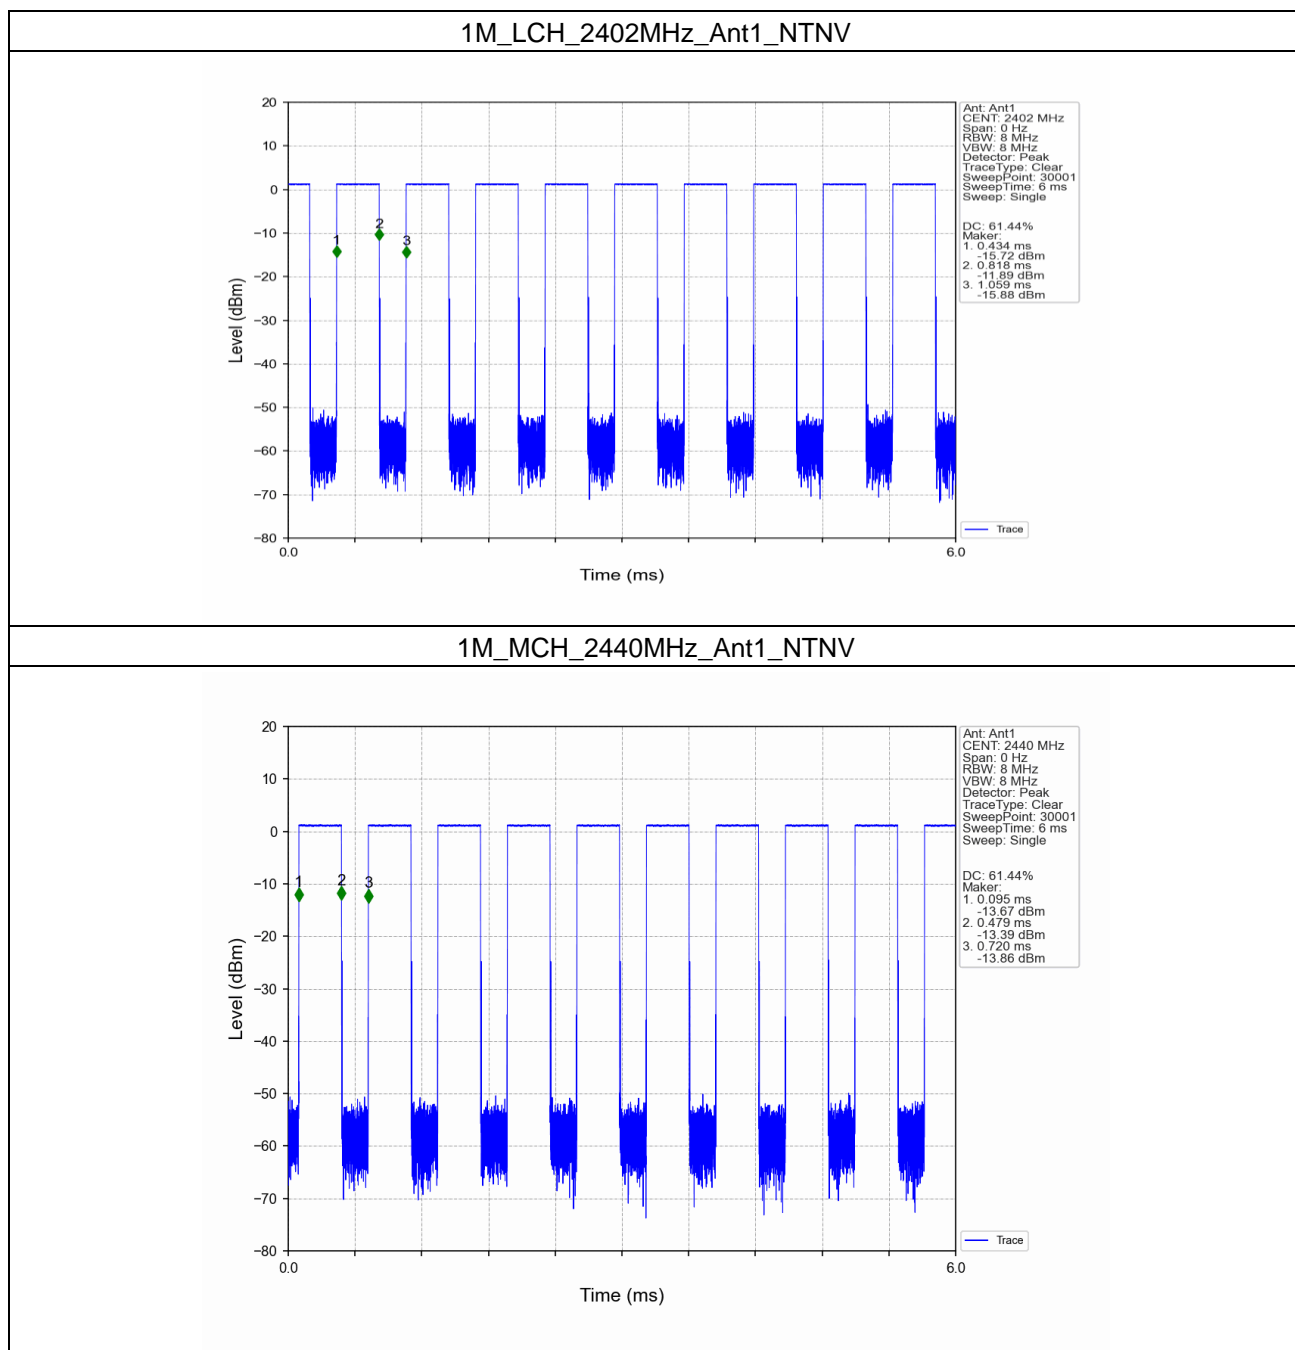 1M_LCH_2402MHz_Ant1_NTNV
20
10
0
−10
−20
−30
−40
−50
−60
−70
−80
Level (dBm)
1
2
3
0.0
6.0
Time (ms)
Ant: Ant1
CENT: 2402 MHz
Span: 0 Hz
RBW: 8 MHz
VBW: 8 MHz
Detector: Peak
TraceType: Clear
SweepPoint: 30001
SweepTime: 6 ms
Sweep: Single
DC: 61.44%
Maker:
1. 0.434 ms
-15.72 dBm
2. 0.818 ms
-11.89 dBm
3. 1.059 ms
-15.88 dBm
Trace
1M_MCH_2440MHz_Ant1_NTNV
20
10
0
−10
−20
−30
−40
−50
−60
−70
−80
Level (dBm)
1
2
3
0.0
6.0
Time (ms)
Ant: Ant1
CENT: 2440 MHz
Span: 0 Hz
RBW: 8 MHz
VBW: 8 MHz
Detector: Peak
TraceType: Clear
SweepPoint: 30001
SweepTime: 6 ms
Sweep: Single
DC: 61.44%
Maker:
1. 0.095 ms
-13.67 dBm
2. 0.479 ms
-13.39 dBm
3. 0.720 ms
-13.86 dBm
Trace